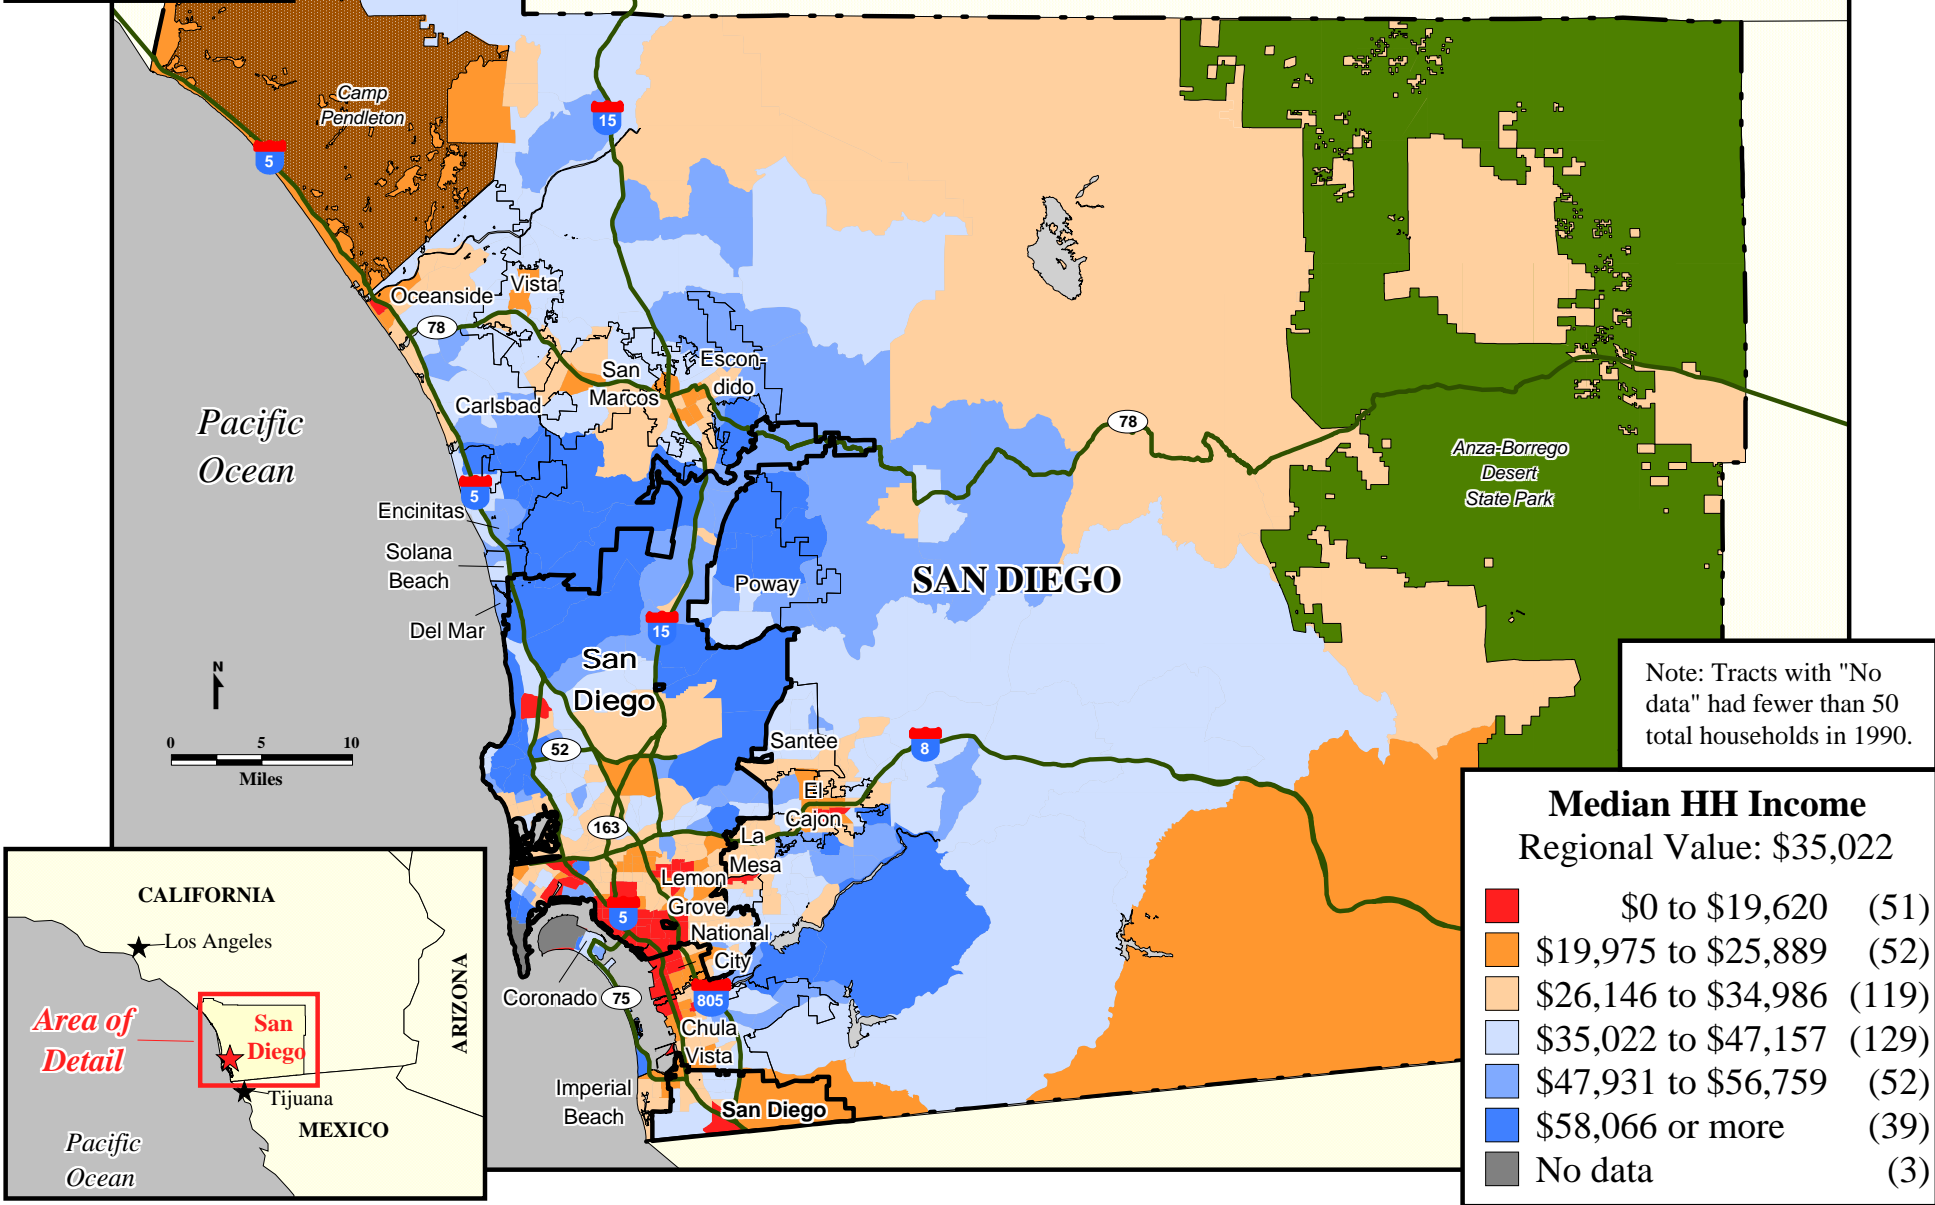 Camp
Pendleton
15
5
Oceanside
Vista
78
San
Marcos
Escon-
dido
Carlsbad
Pacific
Ocean
78
Anza-Borrego
Desert
State Park
5
Encinitas
Solana
Beach
Poway
SAN DIEGO
Del Mar
15
N
San
Diego
0 5 10
Miles
52
Santee
8
El
Cajon
163
La
Mesa
Lemon
Grove
5
National
City
Coronado
75
805
Chula
Vista
Imperial
Beach
San Diego
Note: Tracts with "No
data" had fewer than 50
total households in 1990.
Median HH Income
Regional Value: $35,022
$0 to $19,620 (51)
$19,975 to $25,889 (52)
$26,146 to $34,986 (119)
$35,022 to $47,157 (129)
$47,931 to $56,759 (52)
$58,066 or more (39)
No data (3)
CALIFORNIA
Los Angeles
ARIZONA
Area of
Detail
San
Diego
Tijuana
MEXICO
Pacific
Ocean